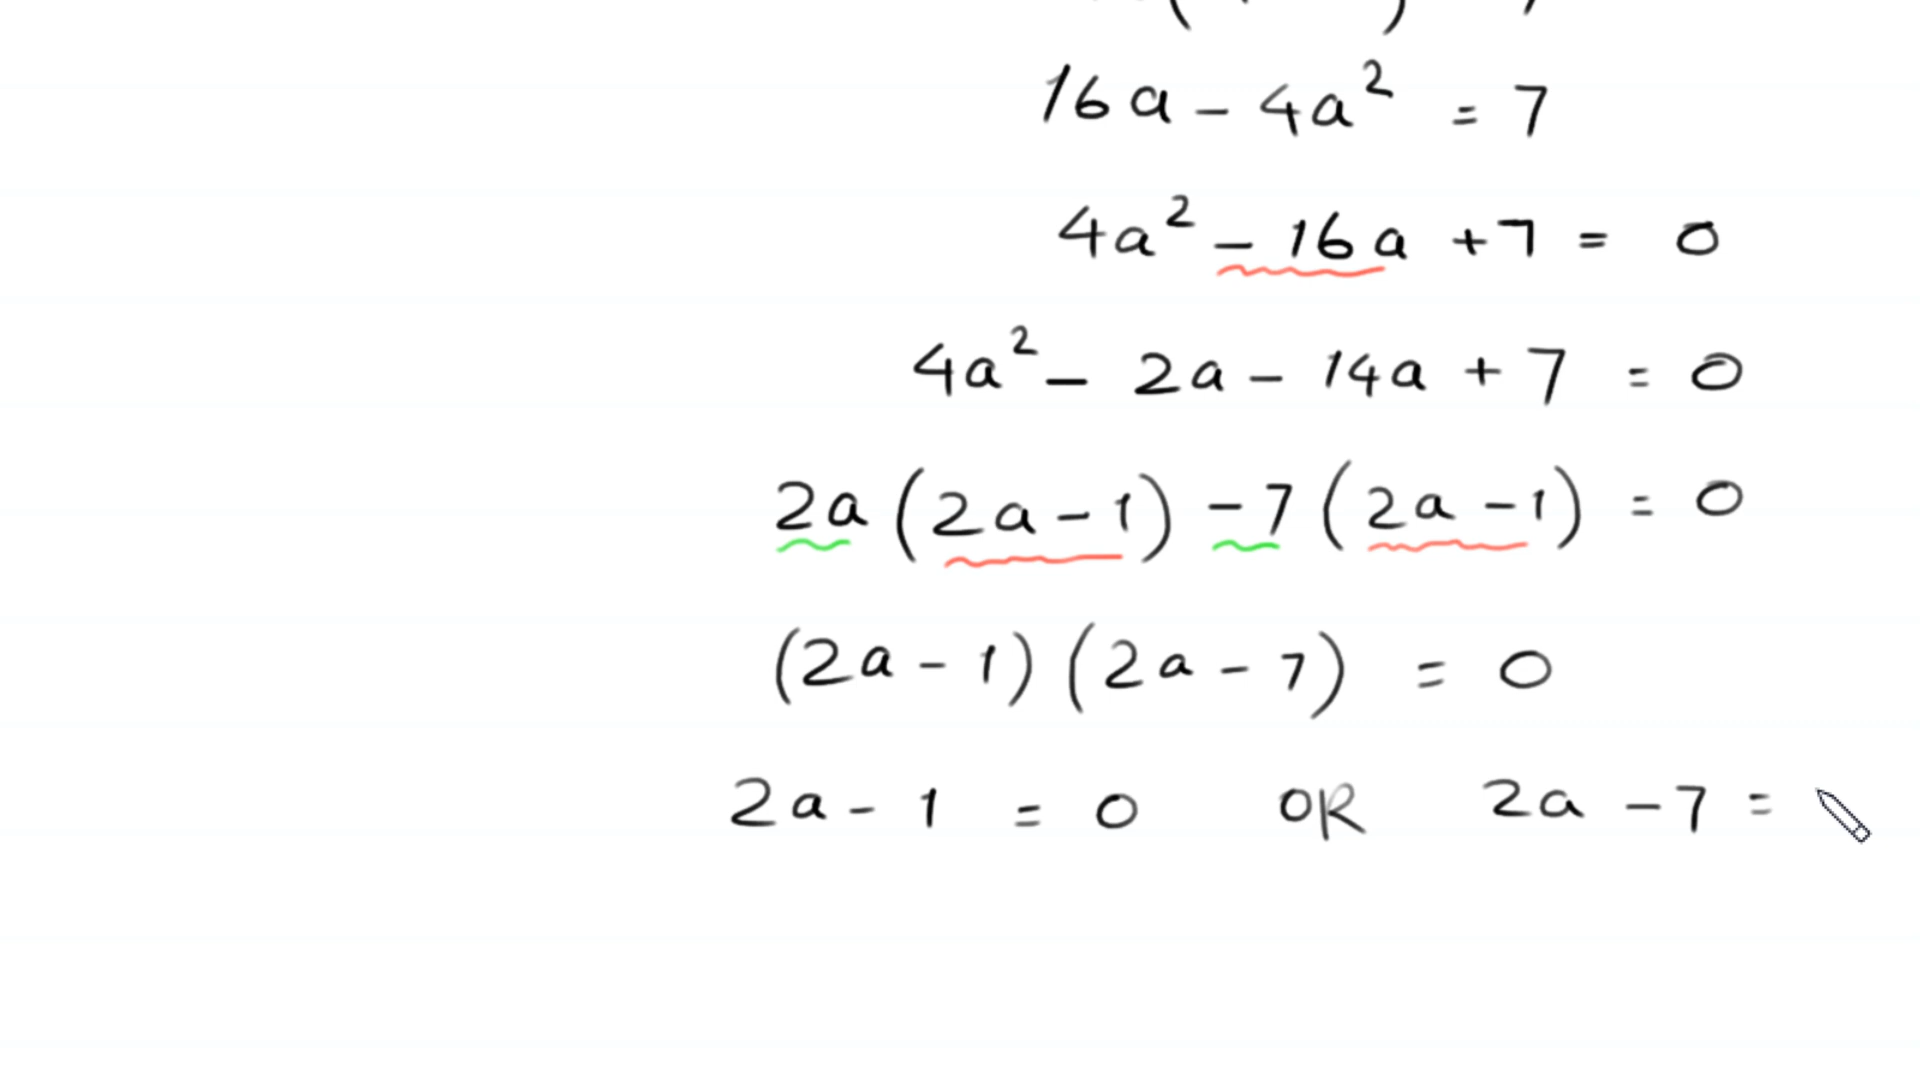 16a - 4a² = 7
4a² - 16a + 7 = 0
4a² - 2a - 14a + 7 = 0
2a (2a - 1) - 7 (2a - 1) = 0
(2a - 1) (2a - 7) = 0
2a - 1 = 0 OR 2a - 7 =